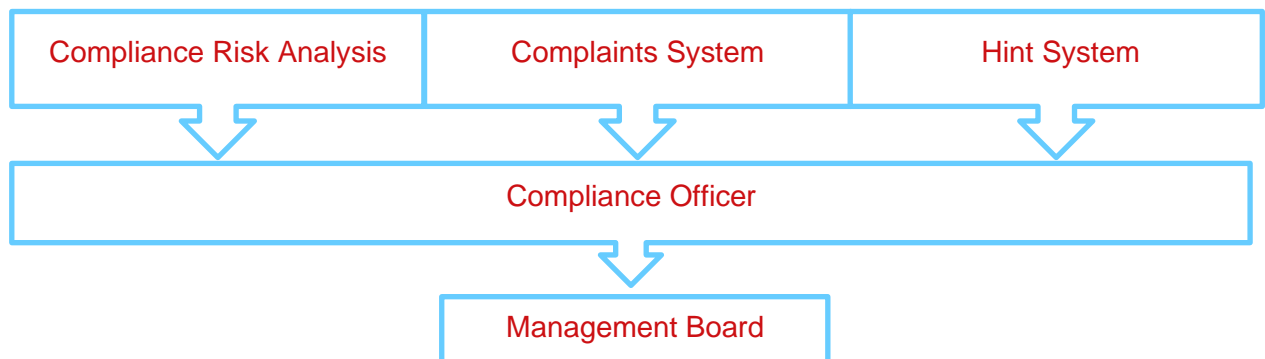 Compliance Risk Analysis
Complaints System
Hint System
Compliance Officer
Management Board